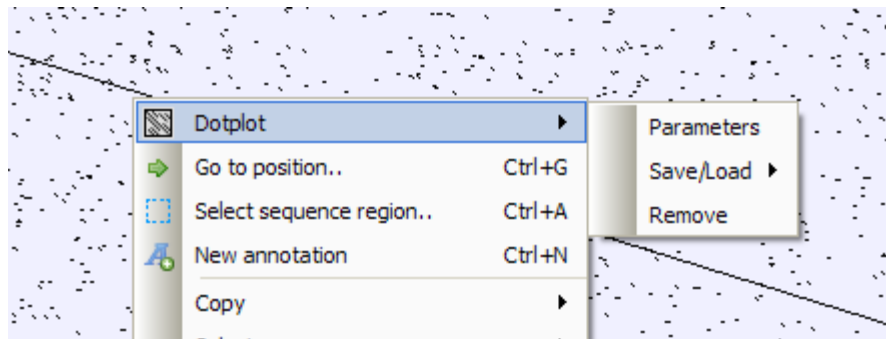 Dotplot
Go to position.. Ctrl+G
Select sequence region.. Ctrl+A
New annotation Ctrl+N
Copy
Parameters
Save/Load
Remove